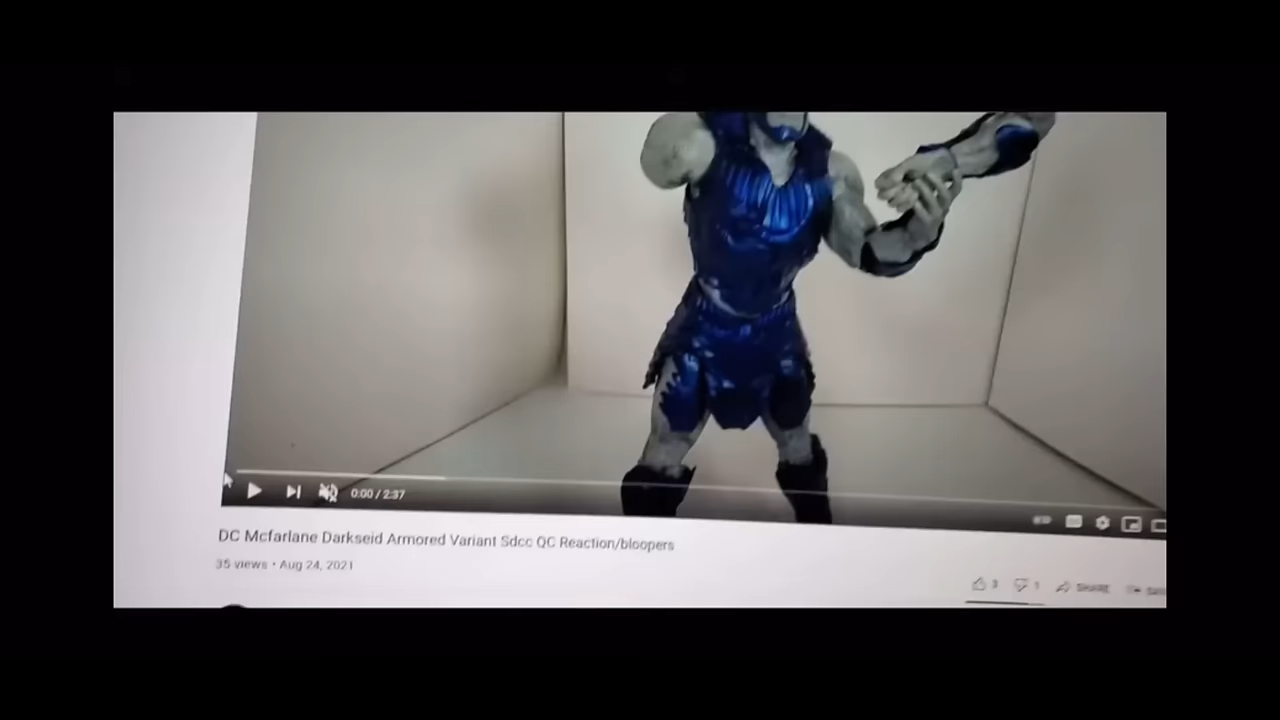 0:00 / 2:37
DC Mcfarlane Darkseid Armored Variant Sdcc QC Reaction/bloopers
35 views • Aug 24, 2021
3 1 SHARE